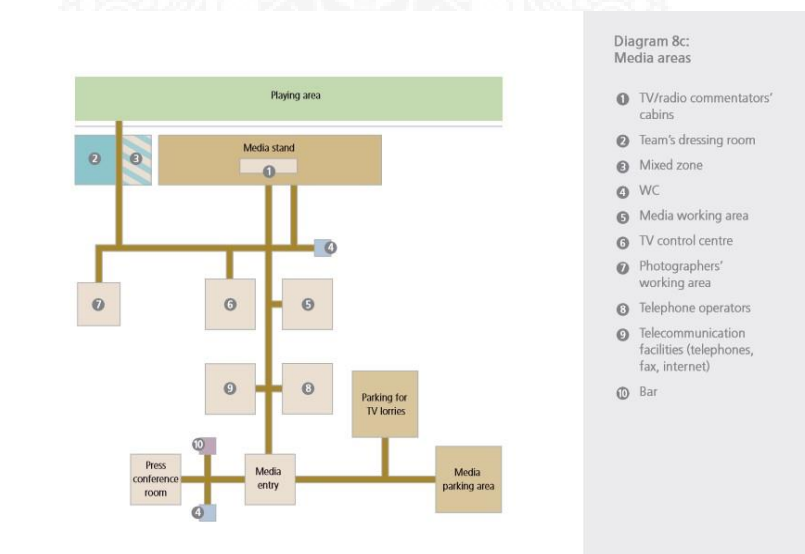 Playing area
Media stand
1
2
3
4
7
6
5
9
8
Parking for
TV lorries
10
Press
conference
room
Media
entry
Media
parking area
4
Diagram 8c:
Media areas
1 TV/radio commentators’
cabins
2 Team’s dressing room
3 Mixed zone
4 WC
5 Media working area
6 TV control centre
7 Photographers’
working area
8 Telephone operators
9 Telecommunication
facilities (telephones,
fax, internet)
10 Bar